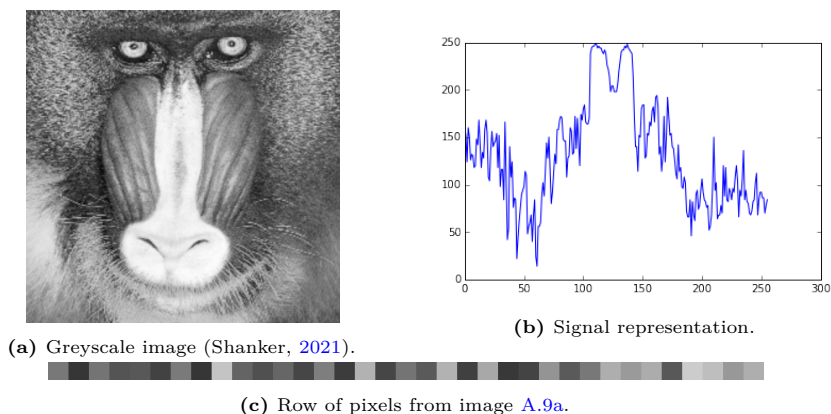 250
200
150
100
50
0
0 50 100 150 200 250 300
(b) Signal representation.
(a) Greyscale image (Shanker, 2021).
(c) Row of pixels from image A.9a.